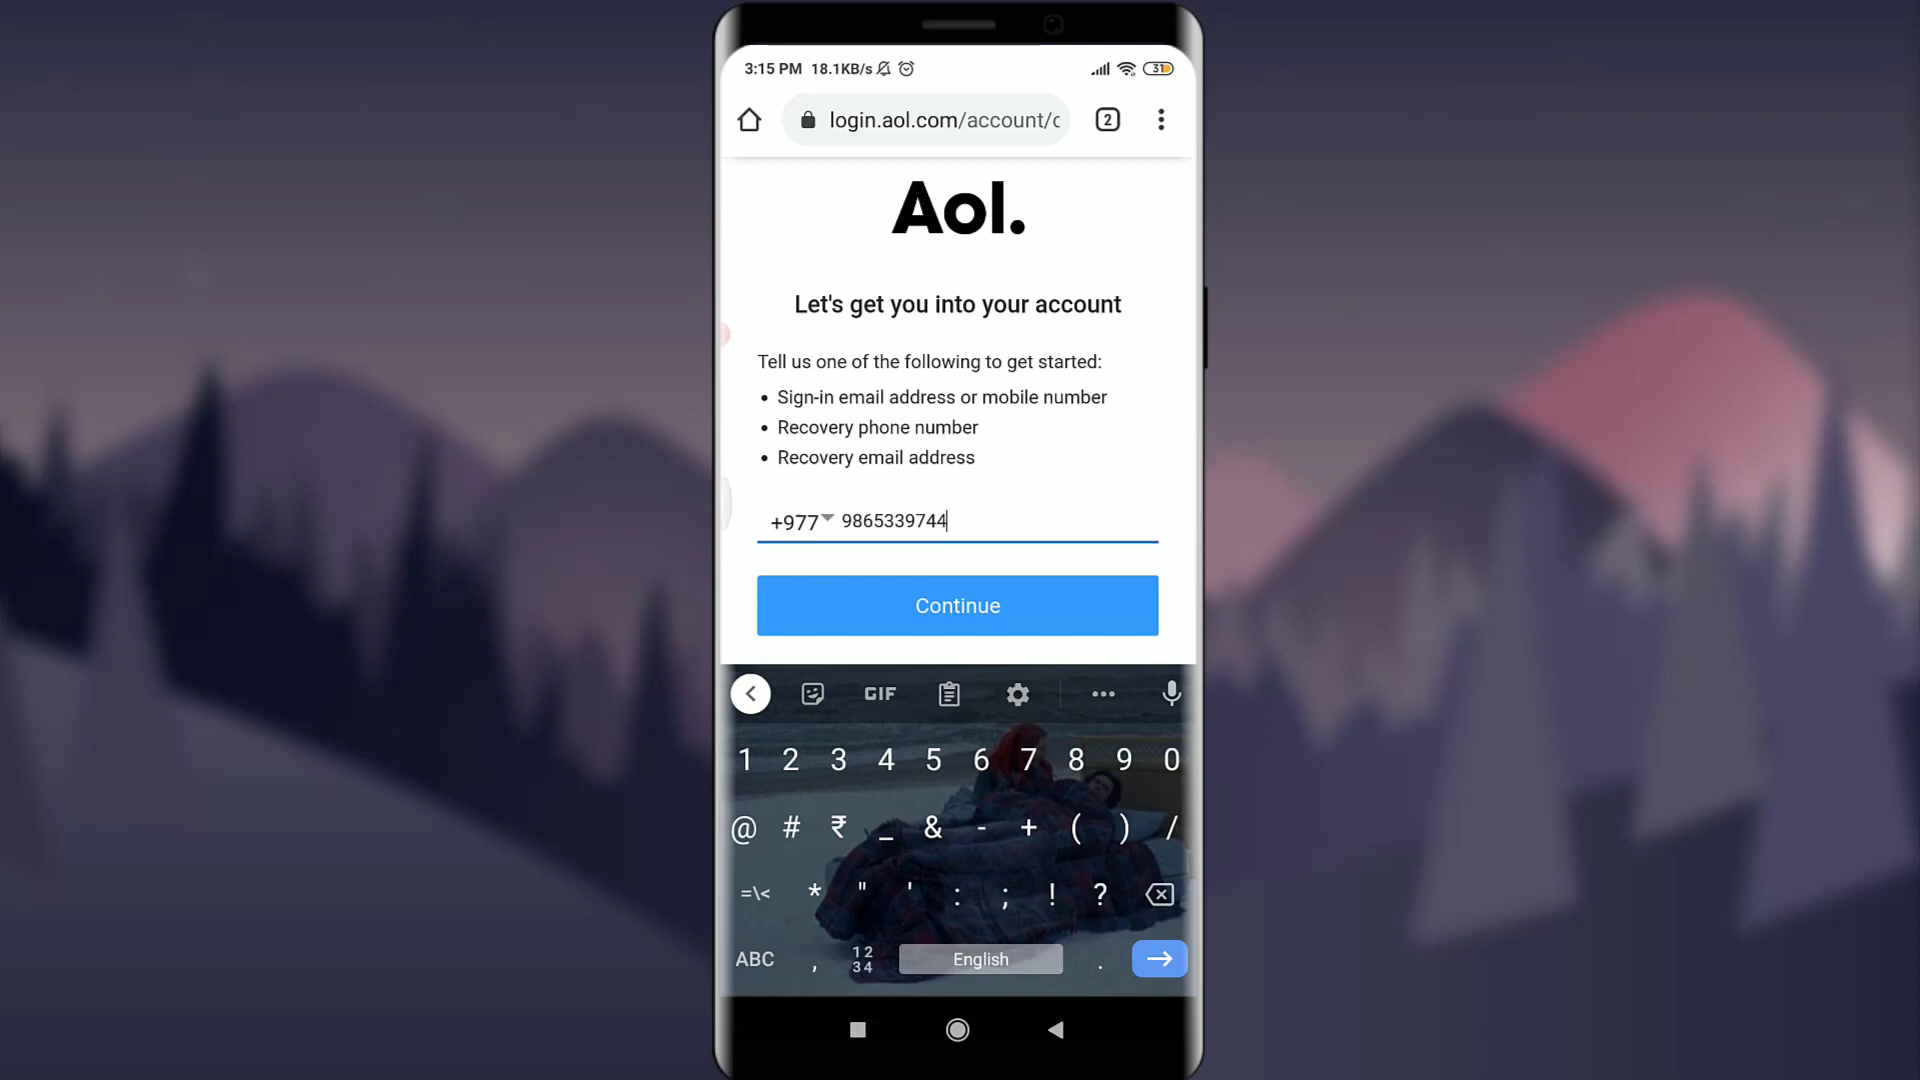 3:15 PM 18.1KB/s 31
login.aol.com/account/c
2
Aol.
Let's get you into your account
Tell us one of the following to get started:
• Sign-in email address or mobile number
• Recovery phone number
• Recovery email address
+977 9865339744
Continue
GIF
1 2 3 4 5 6 7 8 9 0
@ # ₹ _ & - + ( ) /
=\< * " ' : ; ! ?
ABC , 12 34 English .